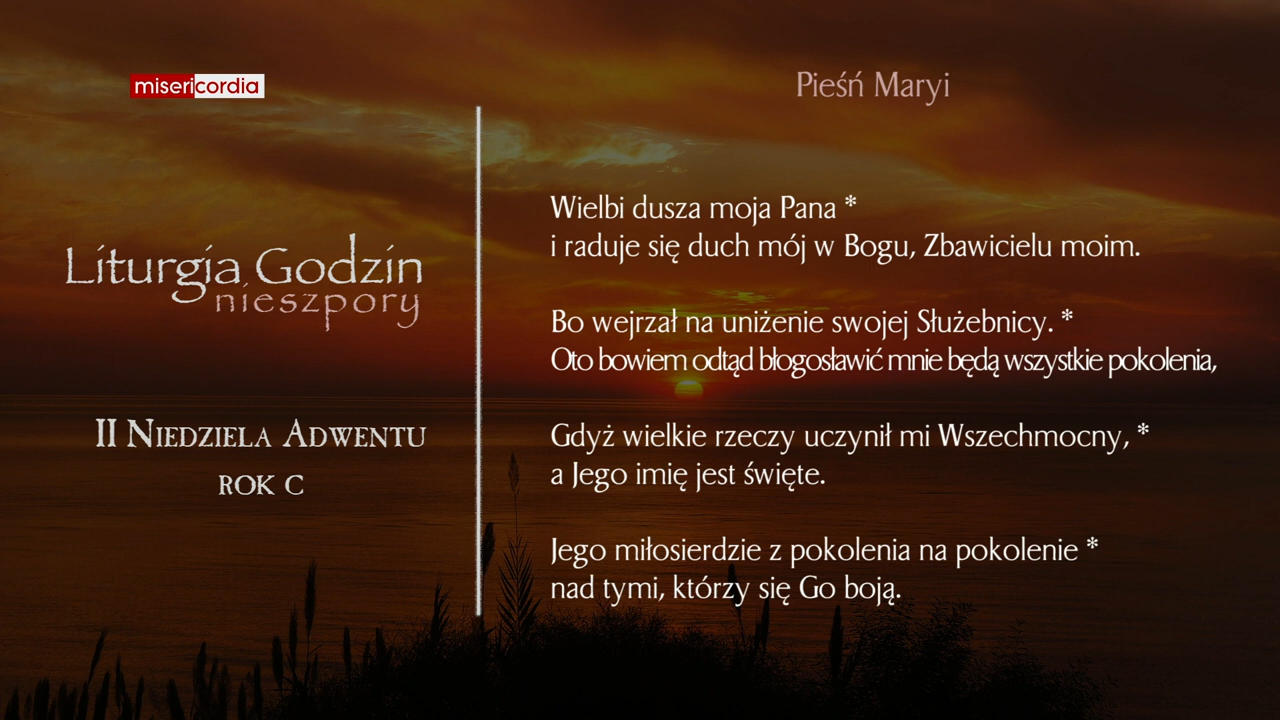 misericordia
Liturgia Godzin
nieszpory
II Niedziela Adwentu
rok C
Pieśń Maryi
Wielbi dusza moja Pana *
i raduje się duch mój w Bogu, Zbawicielu moim.
Bo wejrzał na uniżenie swojej Służebnicy. *
Oto bowiem odtąd błogosławić mnie będą wszystkie pokolenia,
Gdyż wielkie rzeczy uczynił mi Wszechmocny, *
a Jego imię jest święte.
Jego miłosierdzie z pokolenia na pokolenie *
nad tymi, którzy się Go boją.